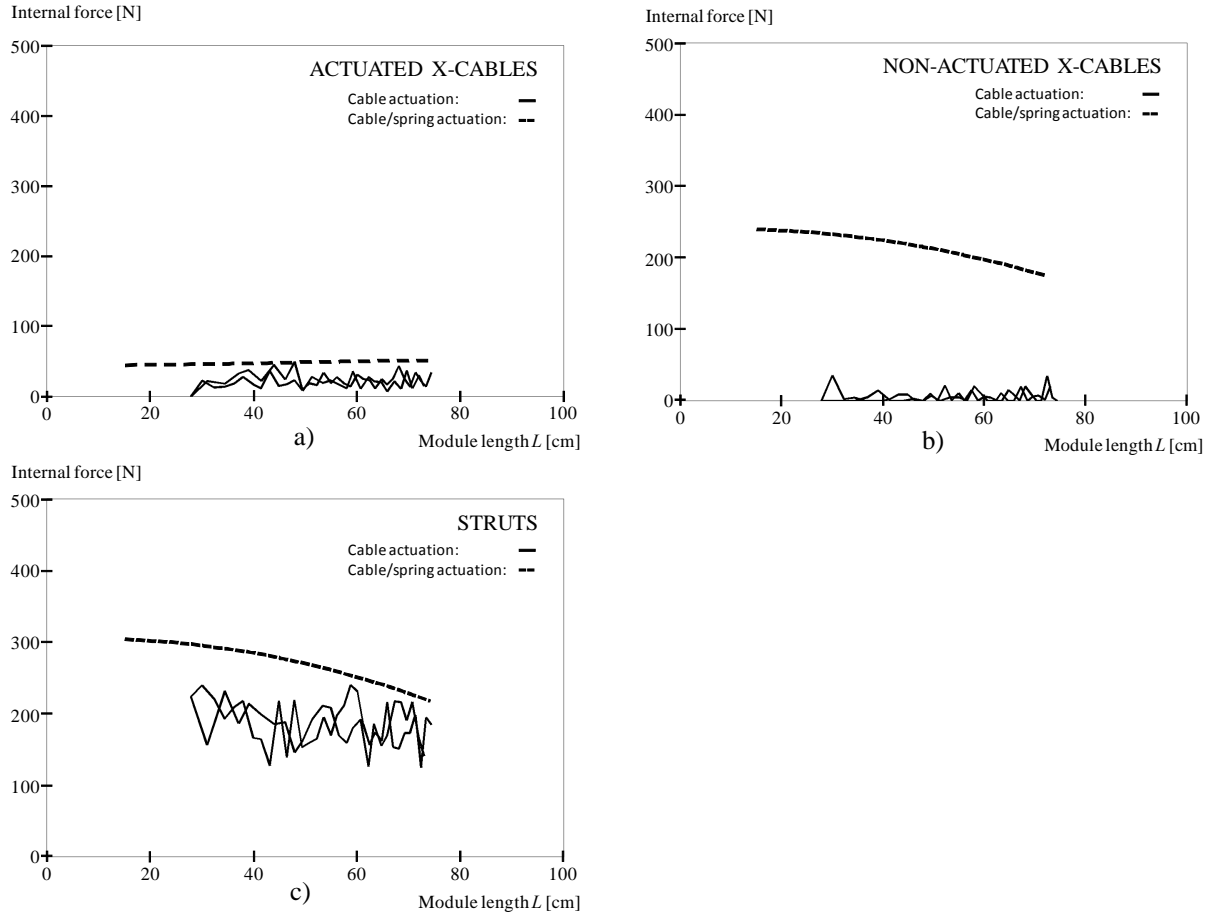 Internal force [N]
500
400
300
200
100
0
0 20 40 60 80 100
ACTUATED X-CABLES
Cable actuation:
Cable/spring actuation:
a)
Module length L [cm]
Internal force [N]
500
400
300
200
100
0
0 20 40 60 80 100
NON-ACTUATED X-CABLES
Cable actuation:
Cable/spring actuation:
b)
Module length L [cm]
Internal force [N]
500
400
300
200
100
0
0 20 40 60 80 100
STRUTS
Cable actuation:
Cable/spring actuation:
c)
Module length L [cm]